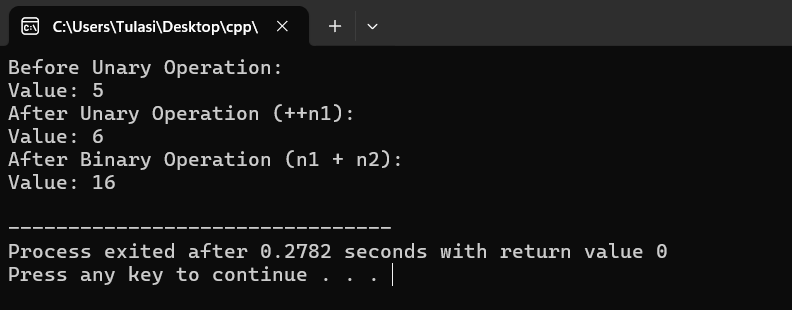 C:\Users\Tulasi\Desktop\cpp\
Before Unary Operation:
Value: 5
After Unary Operation (++n1):
Value: 6
After Binary Operation (n1 + n2):
Value: 16
--------------------------------
Process exited after 0.2782 seconds with return value 0
Press any key to continue . . .